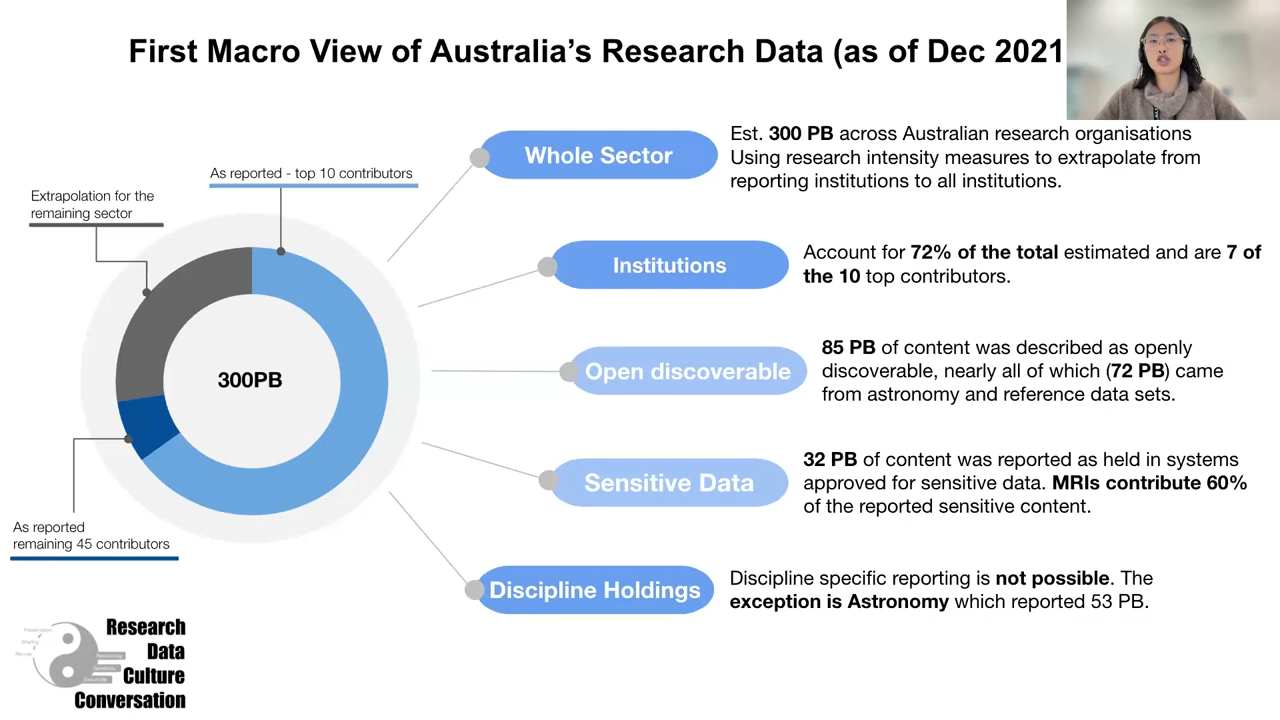 First Macro View of Australia's Research Data (as of Dec 2021
As reported - top 10 contributors
Extrapolation for the
remaining sector
300PB
As reported
remaining 45 contributors
Whole Sector
Est. 300 PB across Australian research organisations
Using research intensity measures to extrapolate from
reporting institutions to all institutions.
Institutions
Account for 72% of the total estimated and are 7 of
the 10 top contributors.
Open discoverable
85 PB of content was described as openly
discoverable, nearly all of which (72 PB) came
from astronomy and reference data sets.
Sensitive Data
32 PB of content was reported as held in systems
approved for sensitive data. MRIs contribute 60%
of the reported sensitive content.
Discipline Holdings
Discipline specific reporting is not possible. The
exception is Astronomy which reported 53 PB.
Research
Data
Culture
Conversation